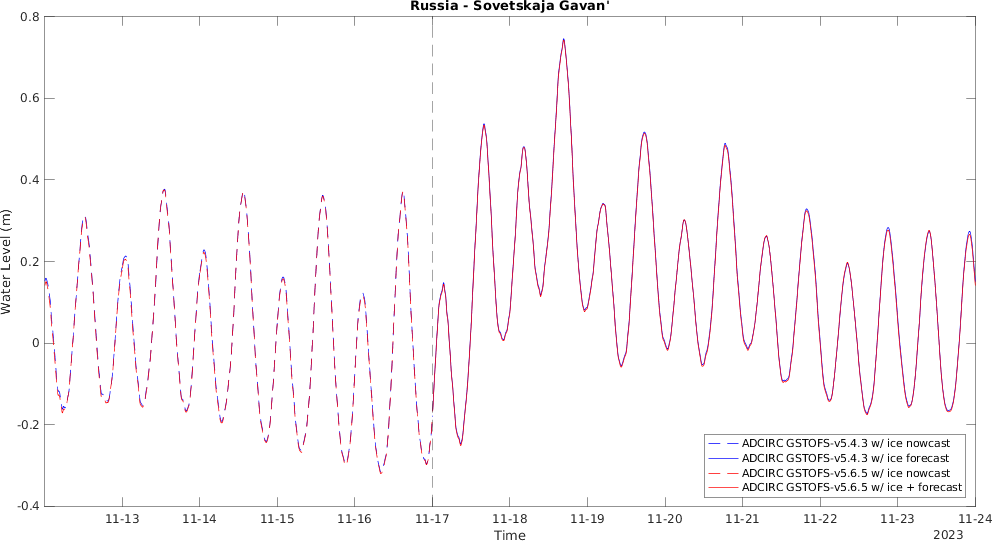 Russia - Sovetskaja Gavan'
Water Level (m)
0.8
0.6
0.4
0.2
0
-0.2
-0.4
ADCIRC GSTOFS-v5.4.3 w/ ice nowcast
ADCIRC GSTOFS-v5.4.3 w/ ice forecast
ADCIRC GSTOFS-v5.6.5 w/ ice nowcast
ADCIRC GSTOFS-v5.6.5 w/ ice + forecast
11-13 11-14 11-15 11-16 11-17 11-18 11-19 11-20 11-21 11-22 11-23 11-24
Time
2023